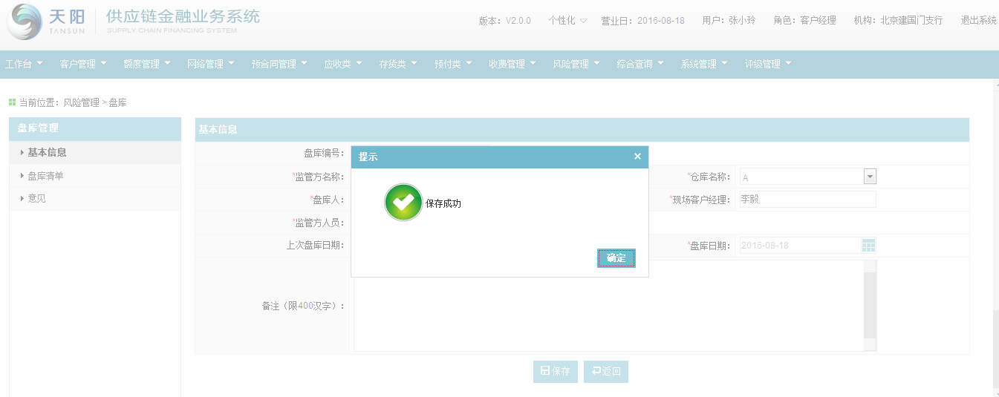 天阳 TANSUN 供应链金融业务系统 SUPPLY CHAIN FINANCING SYSTEM
版本：V2.0.0 个性化 营业日：2016-08-18 用户：张小玲 角色：客户经理 机构：北京建国门支行 退出系统
工作台 客户管理 额度管理 网络管理 预合同管理 应收类 存货类 预付类 收费管理 风险管理 综合查询 系统管理 评级管理
当前位置：风险管理 > 盘库
盘库管理
基本信息
盘库清单
意见
基本信息
盘库编号：
*监管方名称： *仓库名称： A
*盘库人： *现场客户经理： 李毅
*监管方人员：
上次盘库日期： *盘库日期： 2016-08-18
备注（限400汉字）：
提示 ×
保存成功
确定
保存 返回